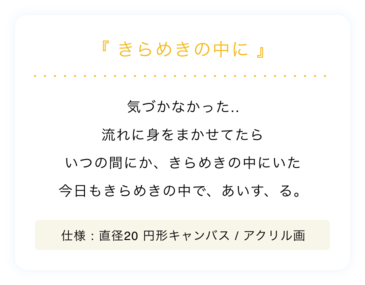 『 きらめきの中に 』
気づかなかった..
流れに身をまかせてたら
いつの間にか、きらめきの中にいた
今日もきらめきの中で、あいす、る。
仕様：直径20 円形キャンバス / アクリル画